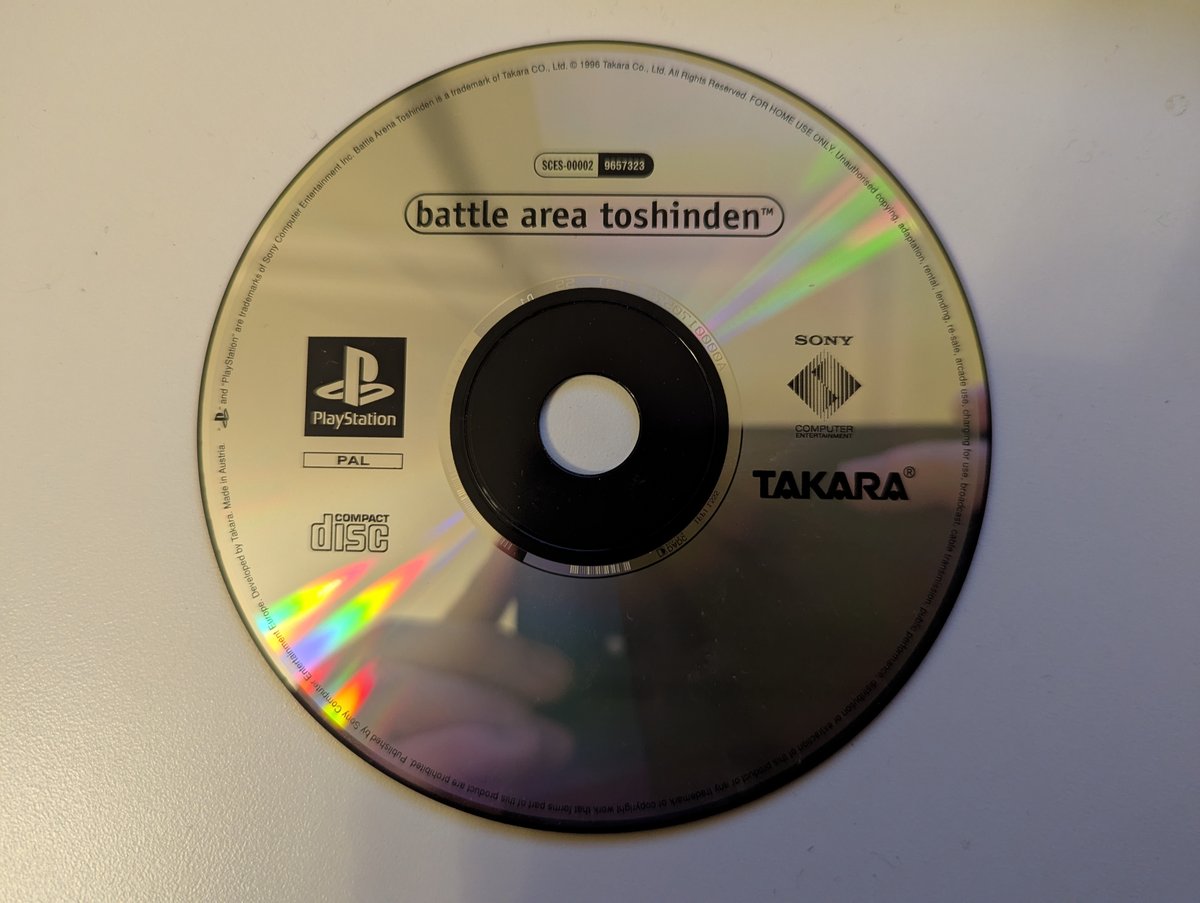 SCES-00002 9657323
battle area toshinden™
PlayStation
PAL
COMPACT
disc
SONY
COMPUTER
ENTERTAINMENT
TAKARA®
" " and "PlayStation" are trademarks of Sony Computer Entertainment Inc. Battle Arena Toshinden is a trademark of Takara CO., Ltd. © 1996 Takara Co., Ltd. All Rights Reserved. FOR HOME USE ONLY. Unauthorised copying, adaptation, rental, lending, re-sale, arcade use, charging for use, broadcast, cable transmission, public performance, distribution or extraction of this product or any trademark or copyright work that forms part of this product are prohibited. Published by Sony Computer Entertainment Europe. Developed by Takara. Made in Austria.